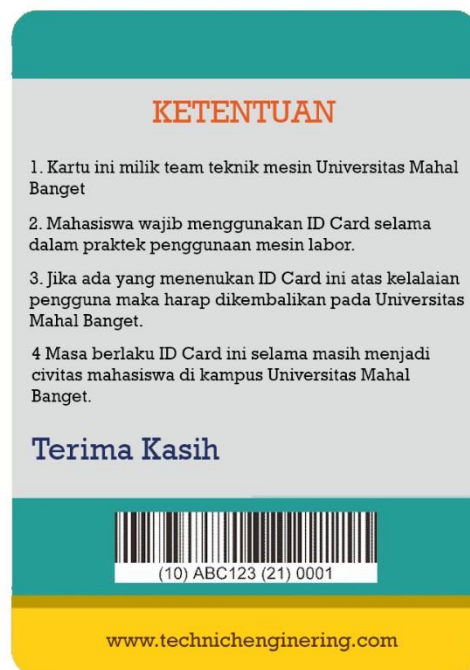 KETENTUAN
1. Kartu ini milik team teknik mesin Universitas Mahal
Banget
2. Mahasiswa wajib menggunakan ID Card selama
dalam praktek penggunaan mesin labor.
3. Jika ada yang menenukan ID Card ini atas kelalaian
pengguna maka harap dikembalikan pada Universitas
Mahal Banget.
4 Masa berlaku ID Card ini selama masih menjadi
civitas mahasiswa di kampus Universitas Mahal
Banget.
Terima Kasih
(10) ABC123 (21) 0001
www.technichenginering.com